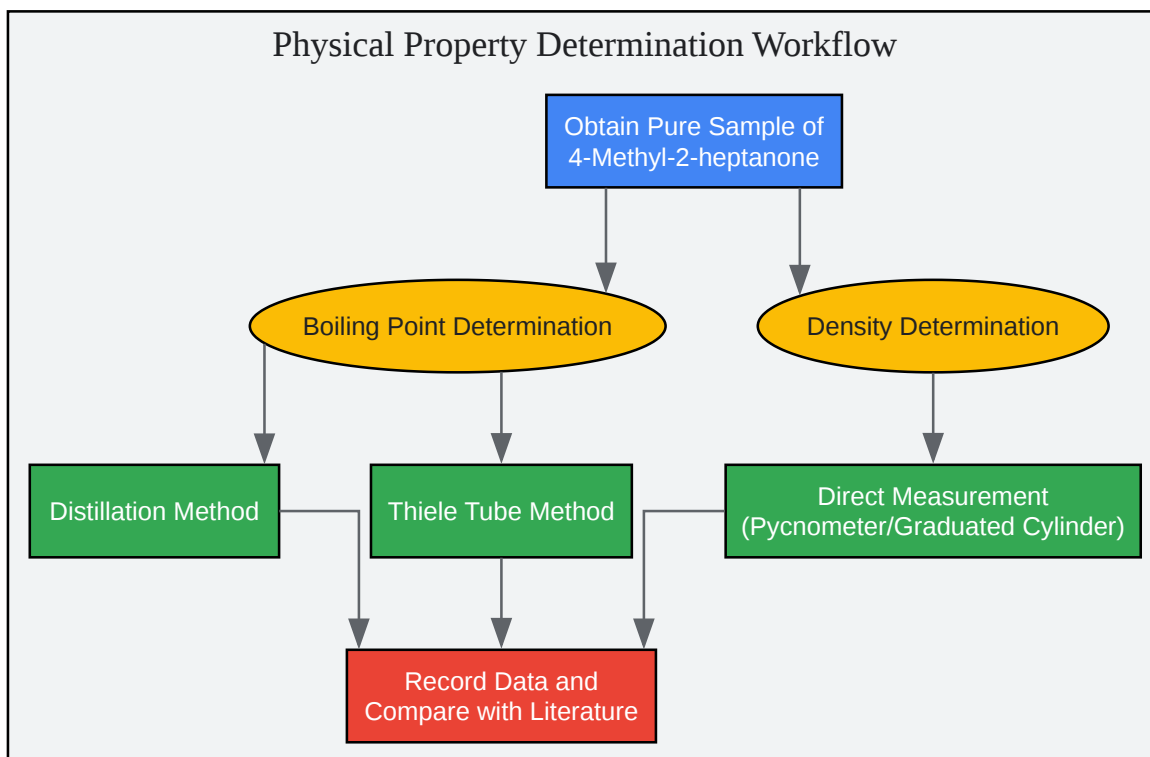 Physical Property Determination Workflow
Obtain Pure Sample of
4-Methyl-2-heptanone
Boiling Point Determination
Density Determination
Distillation Method
Thiele Tube Method
Direct Measurement
(Pycnometer/Graduated Cylinder)
Record Data and
Compare with Literature